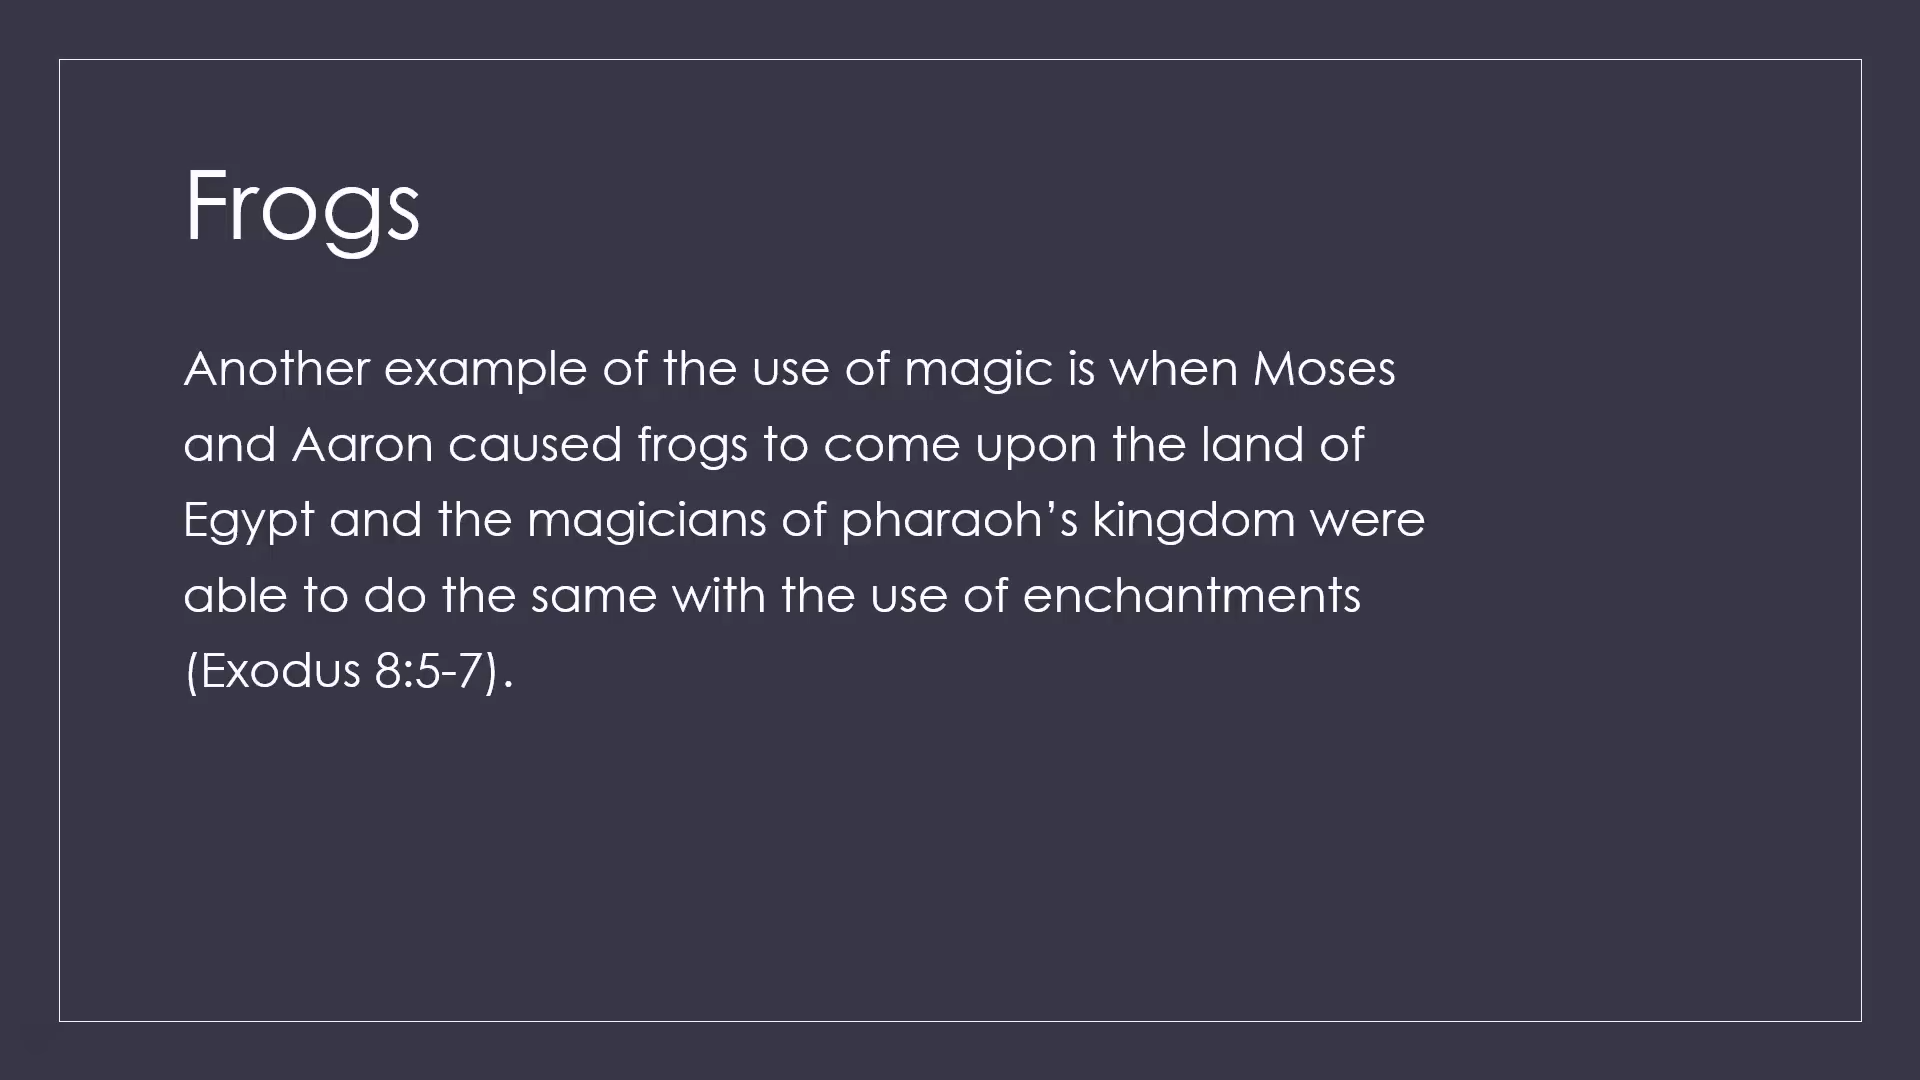 Frogs
Another example of the use of magic is when Moses
and Aaron caused frogs to come upon the land of
Egypt and the magicians of pharaoh’s kingdom were
able to do the same with the use of enchantments
(Exodus 8:5-7).